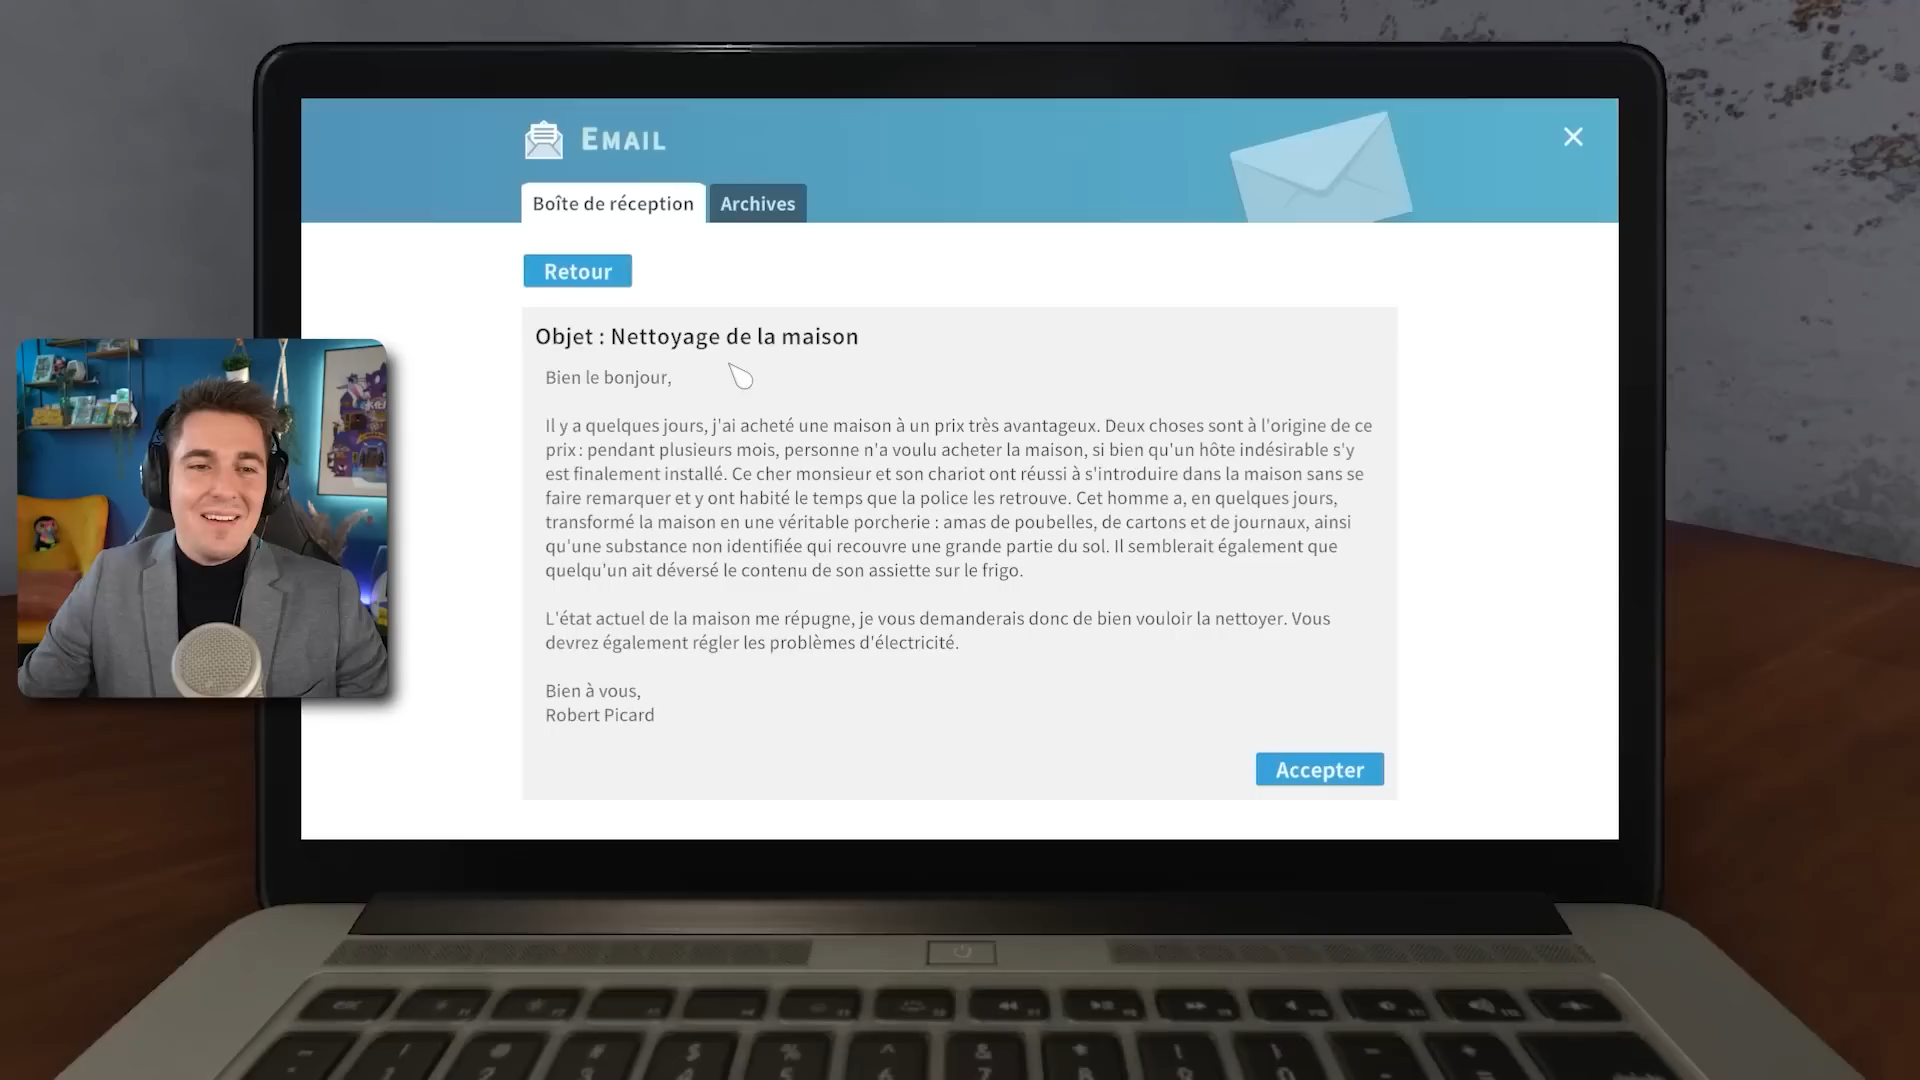 EMAIL
Boîte de réception
Archives
Retour
Objet : Nettoyage de la maison
Bien le bonjour,
Il y a quelques jours, j'ai acheté une maison à un prix très avantageux. Deux choses sont à l'origine de ce
prix : pendant plusieurs mois, personne n'a voulu acheter la maison, si bien qu'un hôte indésirable s'y
est finalement installé. Ce cher monsieur et son chariot ont réussi à s'introduire dans la maison sans se
faire remarquer et y ont habité le temps que la police les retrouve. Cet homme a, en quelques jours,
transformé la maison en une véritable porcherie : amas de poubelles, de cartons et de journaux, ainsi
qu'une substance non identifiée qui recouvre une grande partie du sol. Il semblerait également que
quelqu'un ait déversé le contenu de son assiette sur le frigo.
L'état actuel de la maison me répugne, je vous demanderais donc de bien vouloir la nettoyer. Vous
devrez également régler les problèmes d'électricité.
Bien à vous,
Robert Picard
Accepter